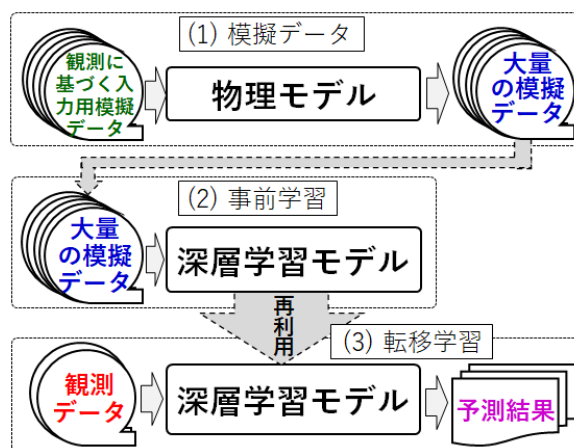 (1) 模擬データ
観測に
基づく入
力用模擬
データ
物理モデル
大量
の模擬
データ
(2) 事前学習
大量
の模擬
データ
深層学習モデル
再利用
(3) 転移学習
観測
データ
深層学習モデル
予測結果